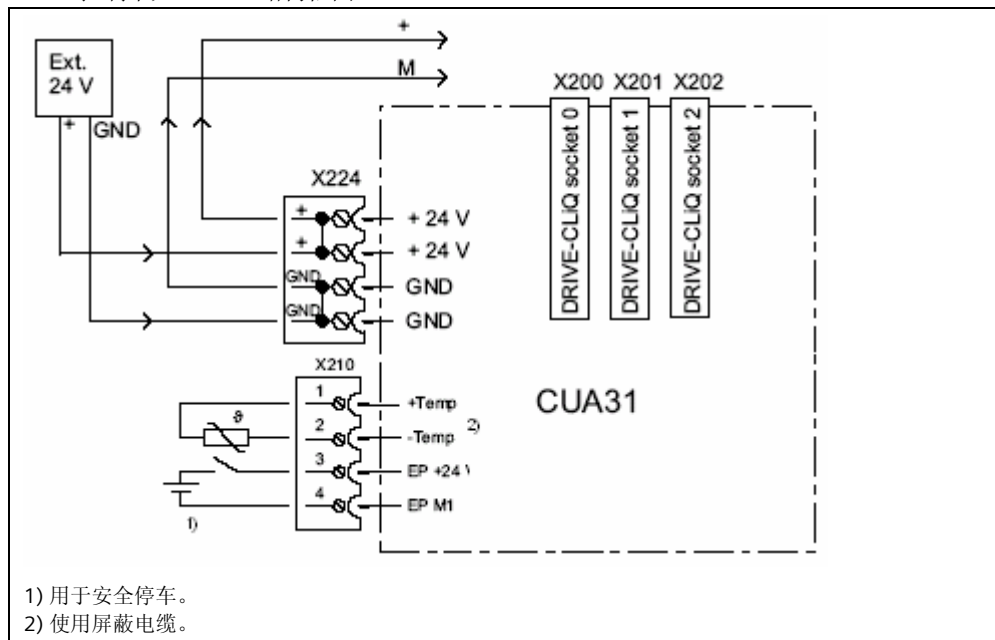 +
Ext.
24 V
M
X200 X201 X202
+ GND
DRIVE-CLiQ socket 0
DRIVE-CLiQ socket 1
DRIVE-CLiQ socket 2
X224
+ + 24 V
+ + 24 V
GND GND
GND GND
X210
CUA31
1 +Temp
ϑ
2 -Temp 2)
3 EP +24 V
4 EP M1
1)
1) 用于安全停车。
2) 使用屏蔽电缆。